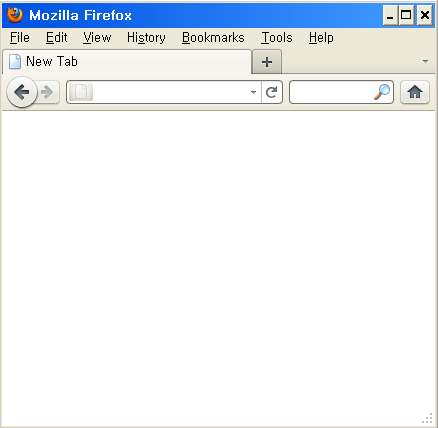 Mozilla Firefox
File Edit View History Bookmarks Tools Help
New Tab